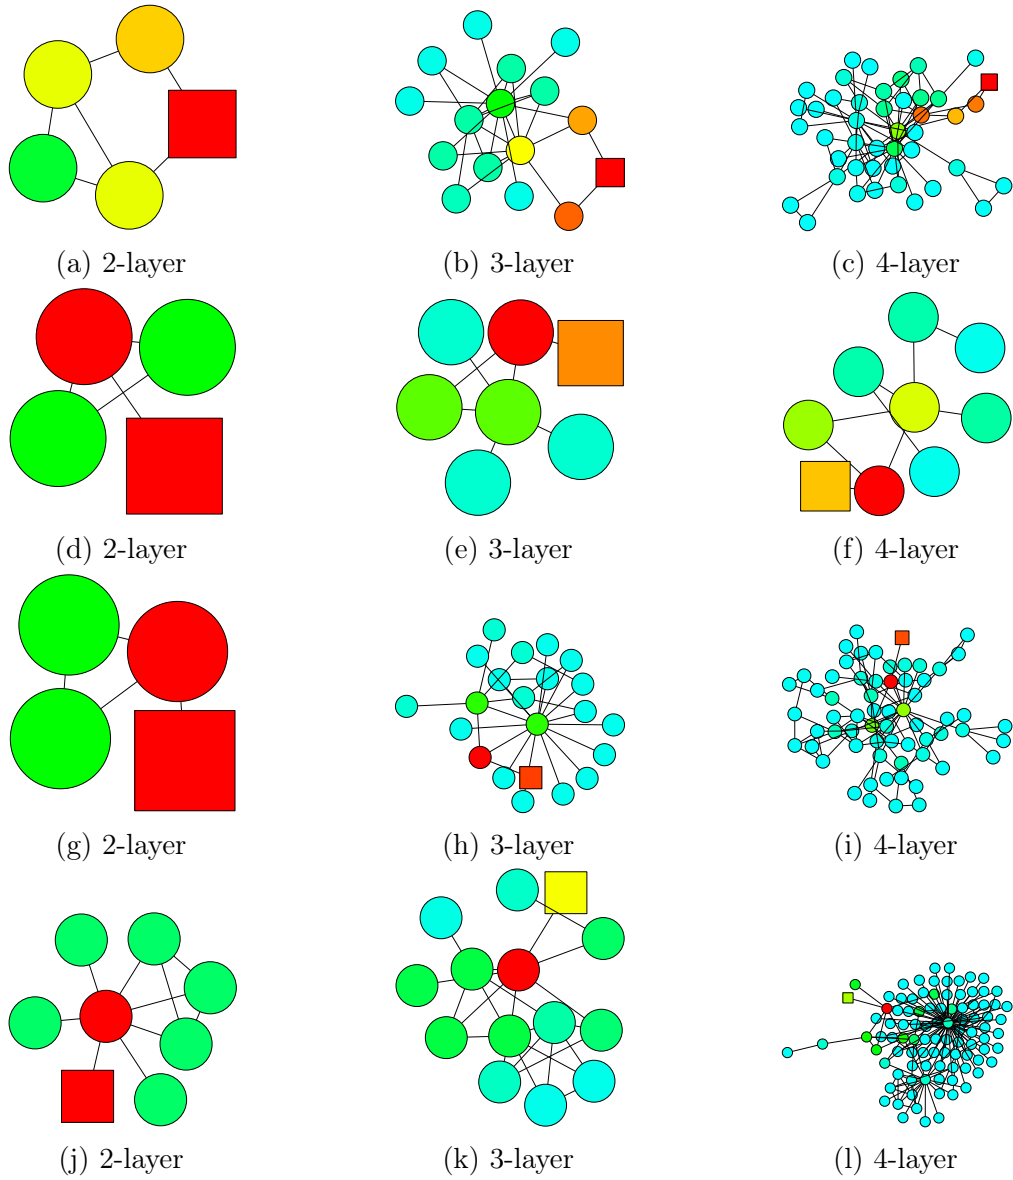 (a) 2-layer
(b) 3-layer
(c) 4-layer
(d) 2-layer
(e) 3-layer
(f) 4-layer
(g) 2-layer
(h) 3-layer
(i) 4-layer
(j) 2-layer
(k) 3-layer
(l) 4-layer